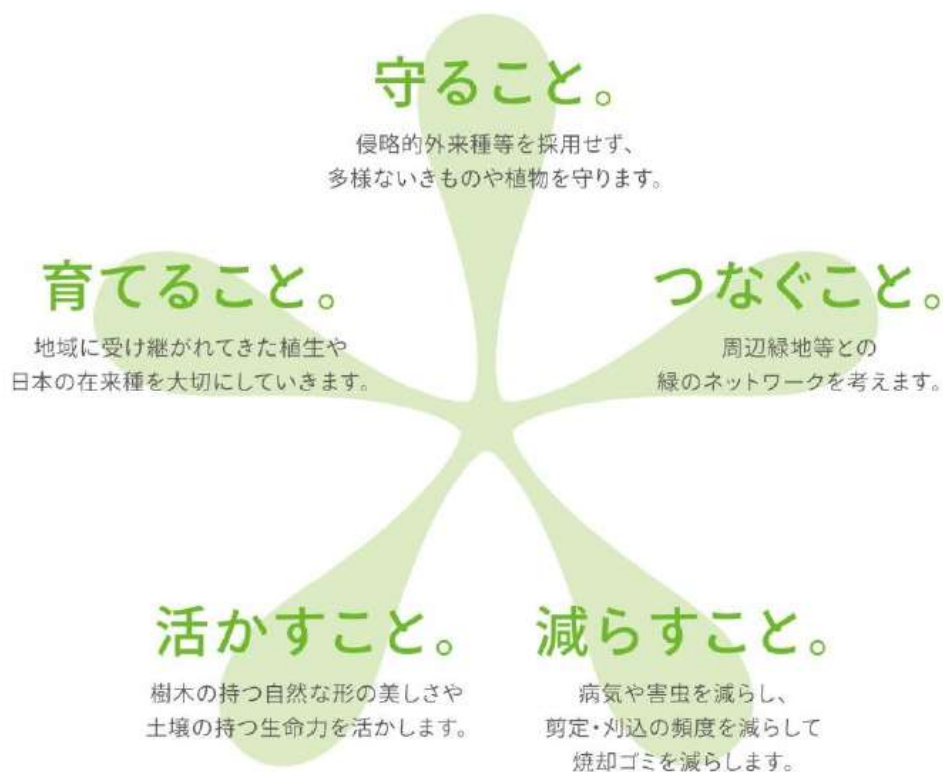 守ること。
侵略的外来種等を採用せず、
多様ないきものや植物を守ります。
育てること。
地域に受け継がれてきた植生や
日本の在来種を大切にしていきます。
つなぐこと。
周辺緑地等との
緑のネットワークを考えます。
活かすこと。
樹木の持つ自然な形の美しさや
土壌の持つ生命力を活かします。
減らすこと。
病気や害虫を減らし、
剪定・刈込の頻度を減らして
焼却ゴミを減らします。